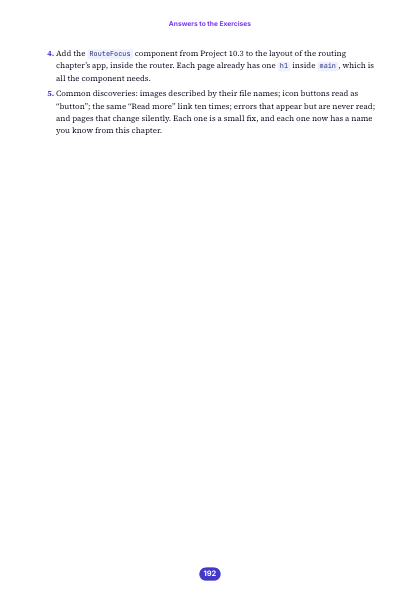 Answers to the Exercises
4. Add the RouteFocus component from Project 10.3 to the layout of the routing
chapter’s app, inside the router. Each page already has one h1 inside main, which is
all the component needs.
5. Common discoveries: images described by their file names; icon buttons read as
“button”; the same “Read more” link ten times; errors that appear but are never read;
and pages that change silently. Each one is a small fix, and each one now has a name
you know from this chapter.
192